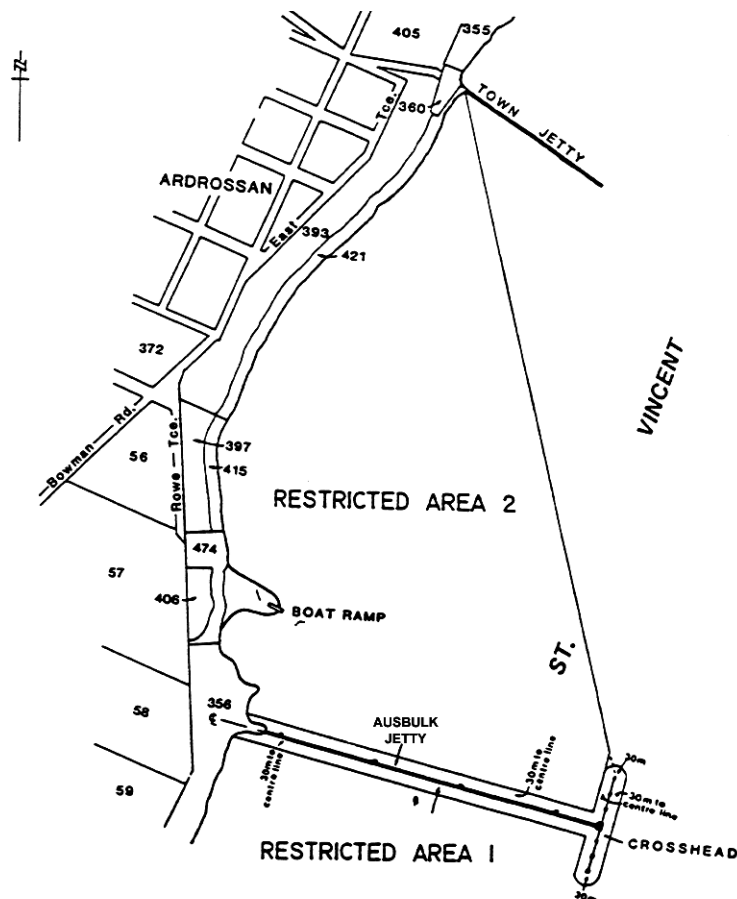 N
405
355
360
TOWN JETTY
Tce.
ARDROSSAN
East
393
421
372
VINCENT
Bowman Rd.
Rowe Tce.
56
397
415
RESTRICTED AREA 2
474
57
406
BOAT RAMP
ST.
58
356
AUSBULK
JETTY
30m to
centre line
30m to
centre line
30m
30m to
centre line
59
CROSSHEAD
RESTRICTED AREA 1
30m